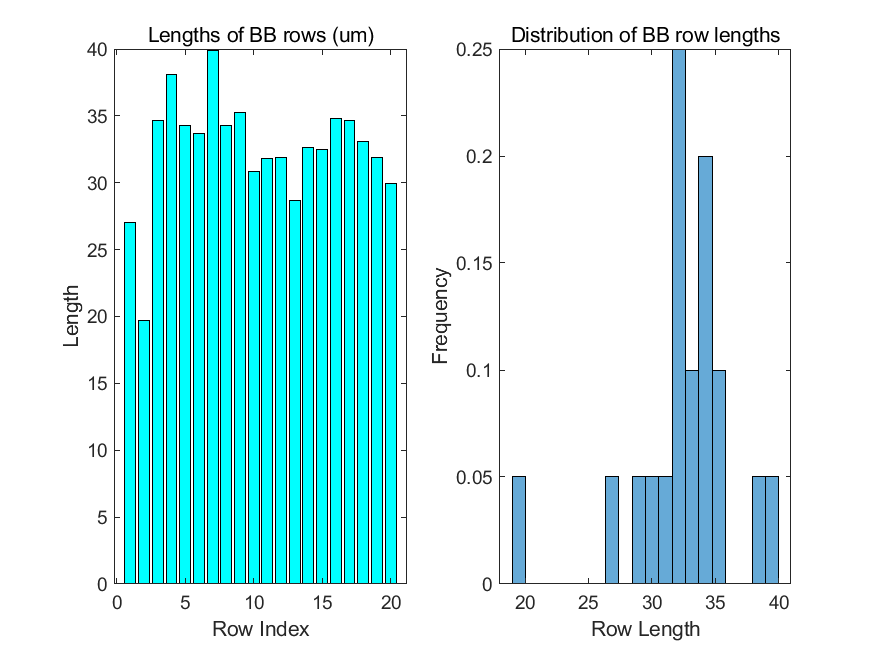 Lengths of BB rows (um)
40
35
30
25
20
15
10
5
0
Length
0 5 10 15 20
Row Index
Distribution of BB row lengths
0.25
0.2
0.15
0.1
0.05
0
Frequency
20 25 30 35 40
Row Length